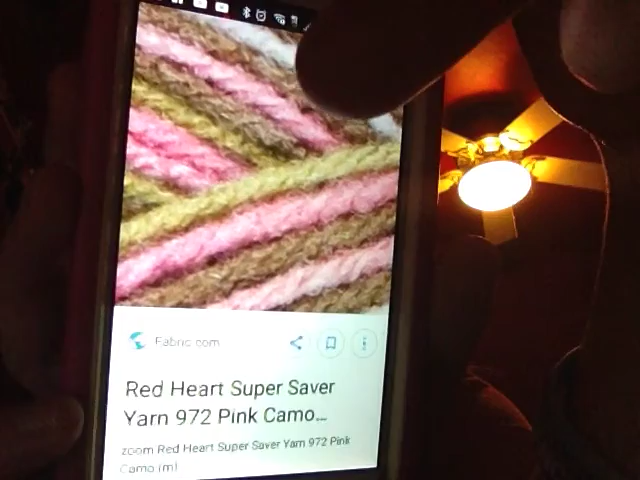 Fabric.com
Red Heart Super Saver
Yarn 972 Pink Camo...
zoom Red Heart Super Saver Yarn 972 Pink
Camo (m)